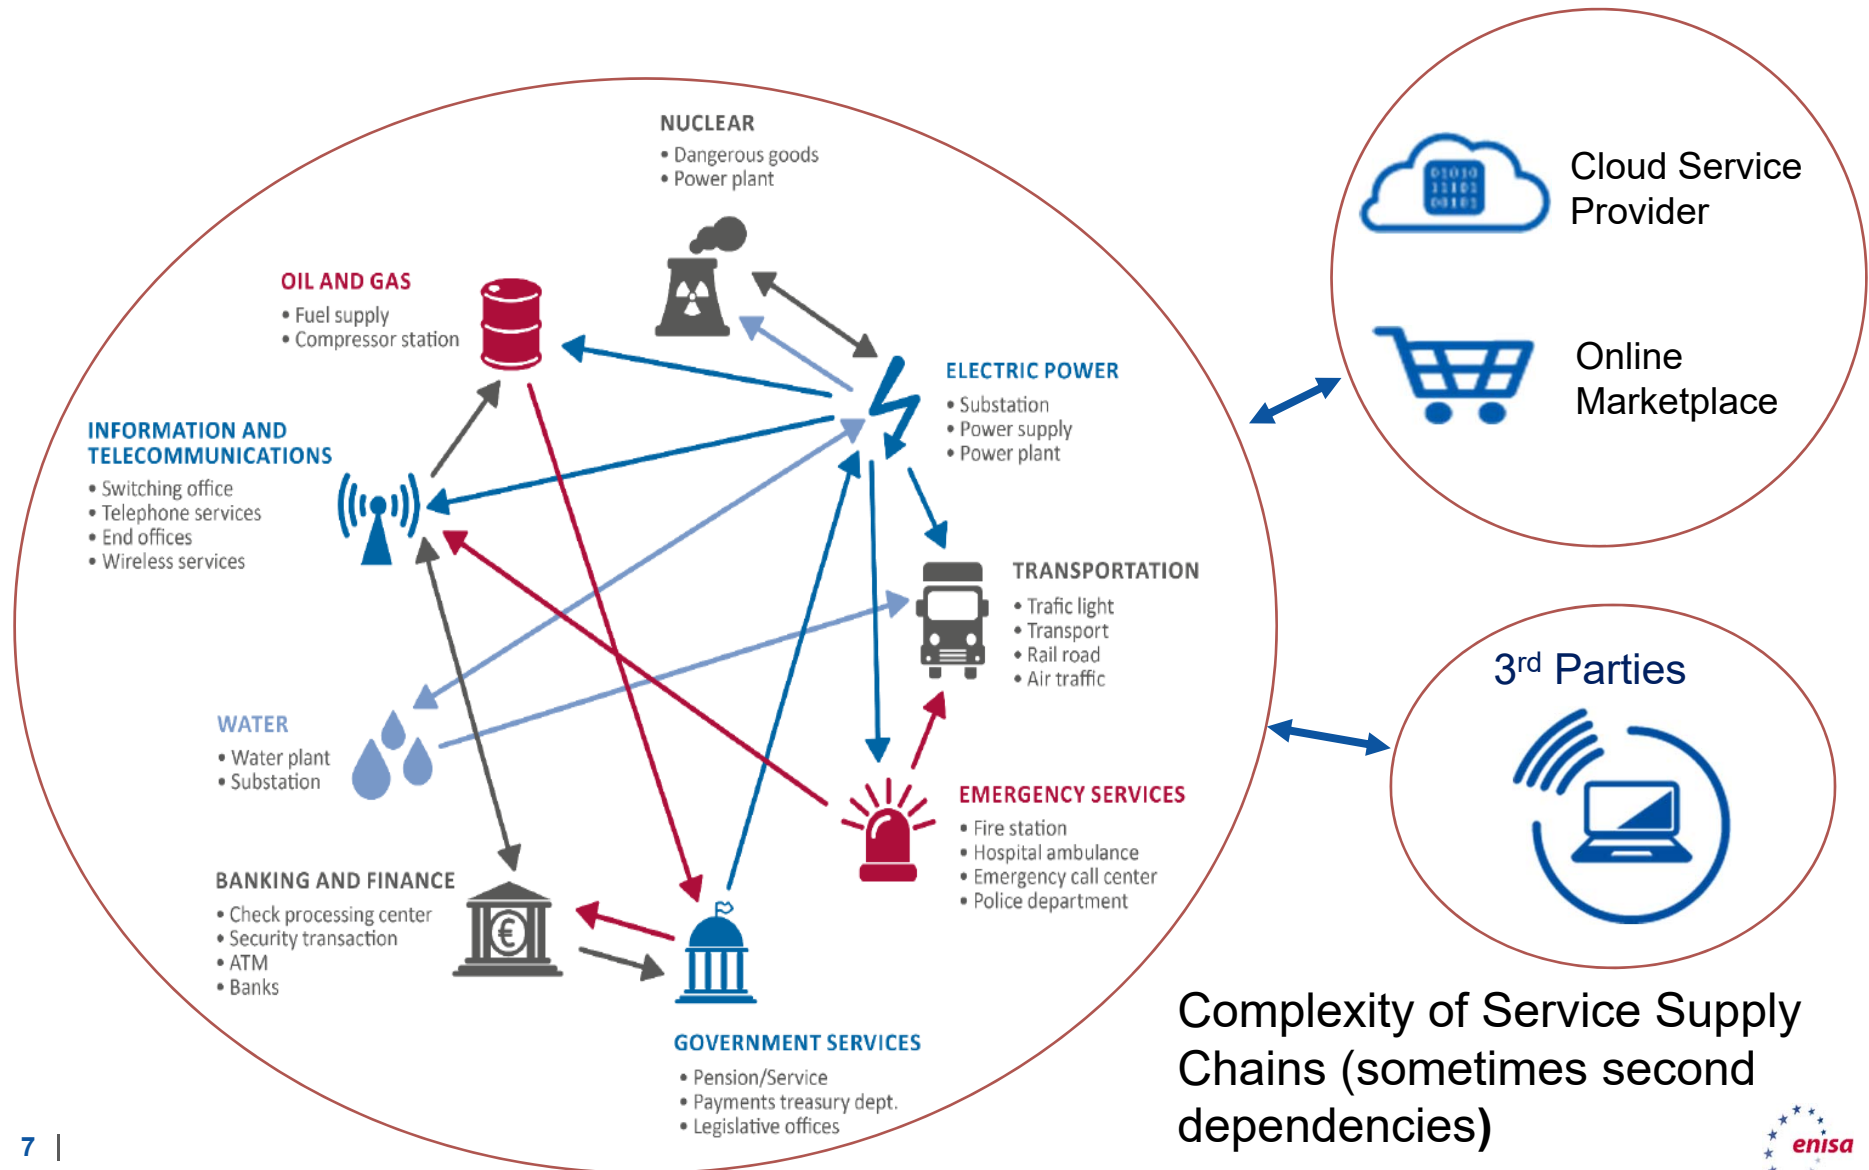 NUCLEAR
• Dangerous goods
• Power plant
OIL AND GAS
• Fuel supply
• Compressor station
INFORMATION AND
TELECOMMUNICATIONS
• Switching office
• Telephone services
• End offices
• Wireless services
ELECTRIC POWER
• Substation
• Power supply
• Power plant
TRANSPORTATION
• Trafic light
• Transport
• Rail road
• Air traffic
WATER
• Water plant
• Substation
EMERGENCY SERVICES
• Fire station
• Hospital ambulance
• Emergency call center
• Police department
BANKING AND FINANCE
• Check processing center
• Security transaction
• ATM
• Banks
€
GOVERNMENT SERVICES
• Pension/Service
• Payments treasury dept.
• Legislative offices
01010
11101
00101
Cloud Service
Provider
Online
Marketplace
3rd Parties
Complexity of Service Supply
Chains (sometimes second
dependencies)
7 |
enisa